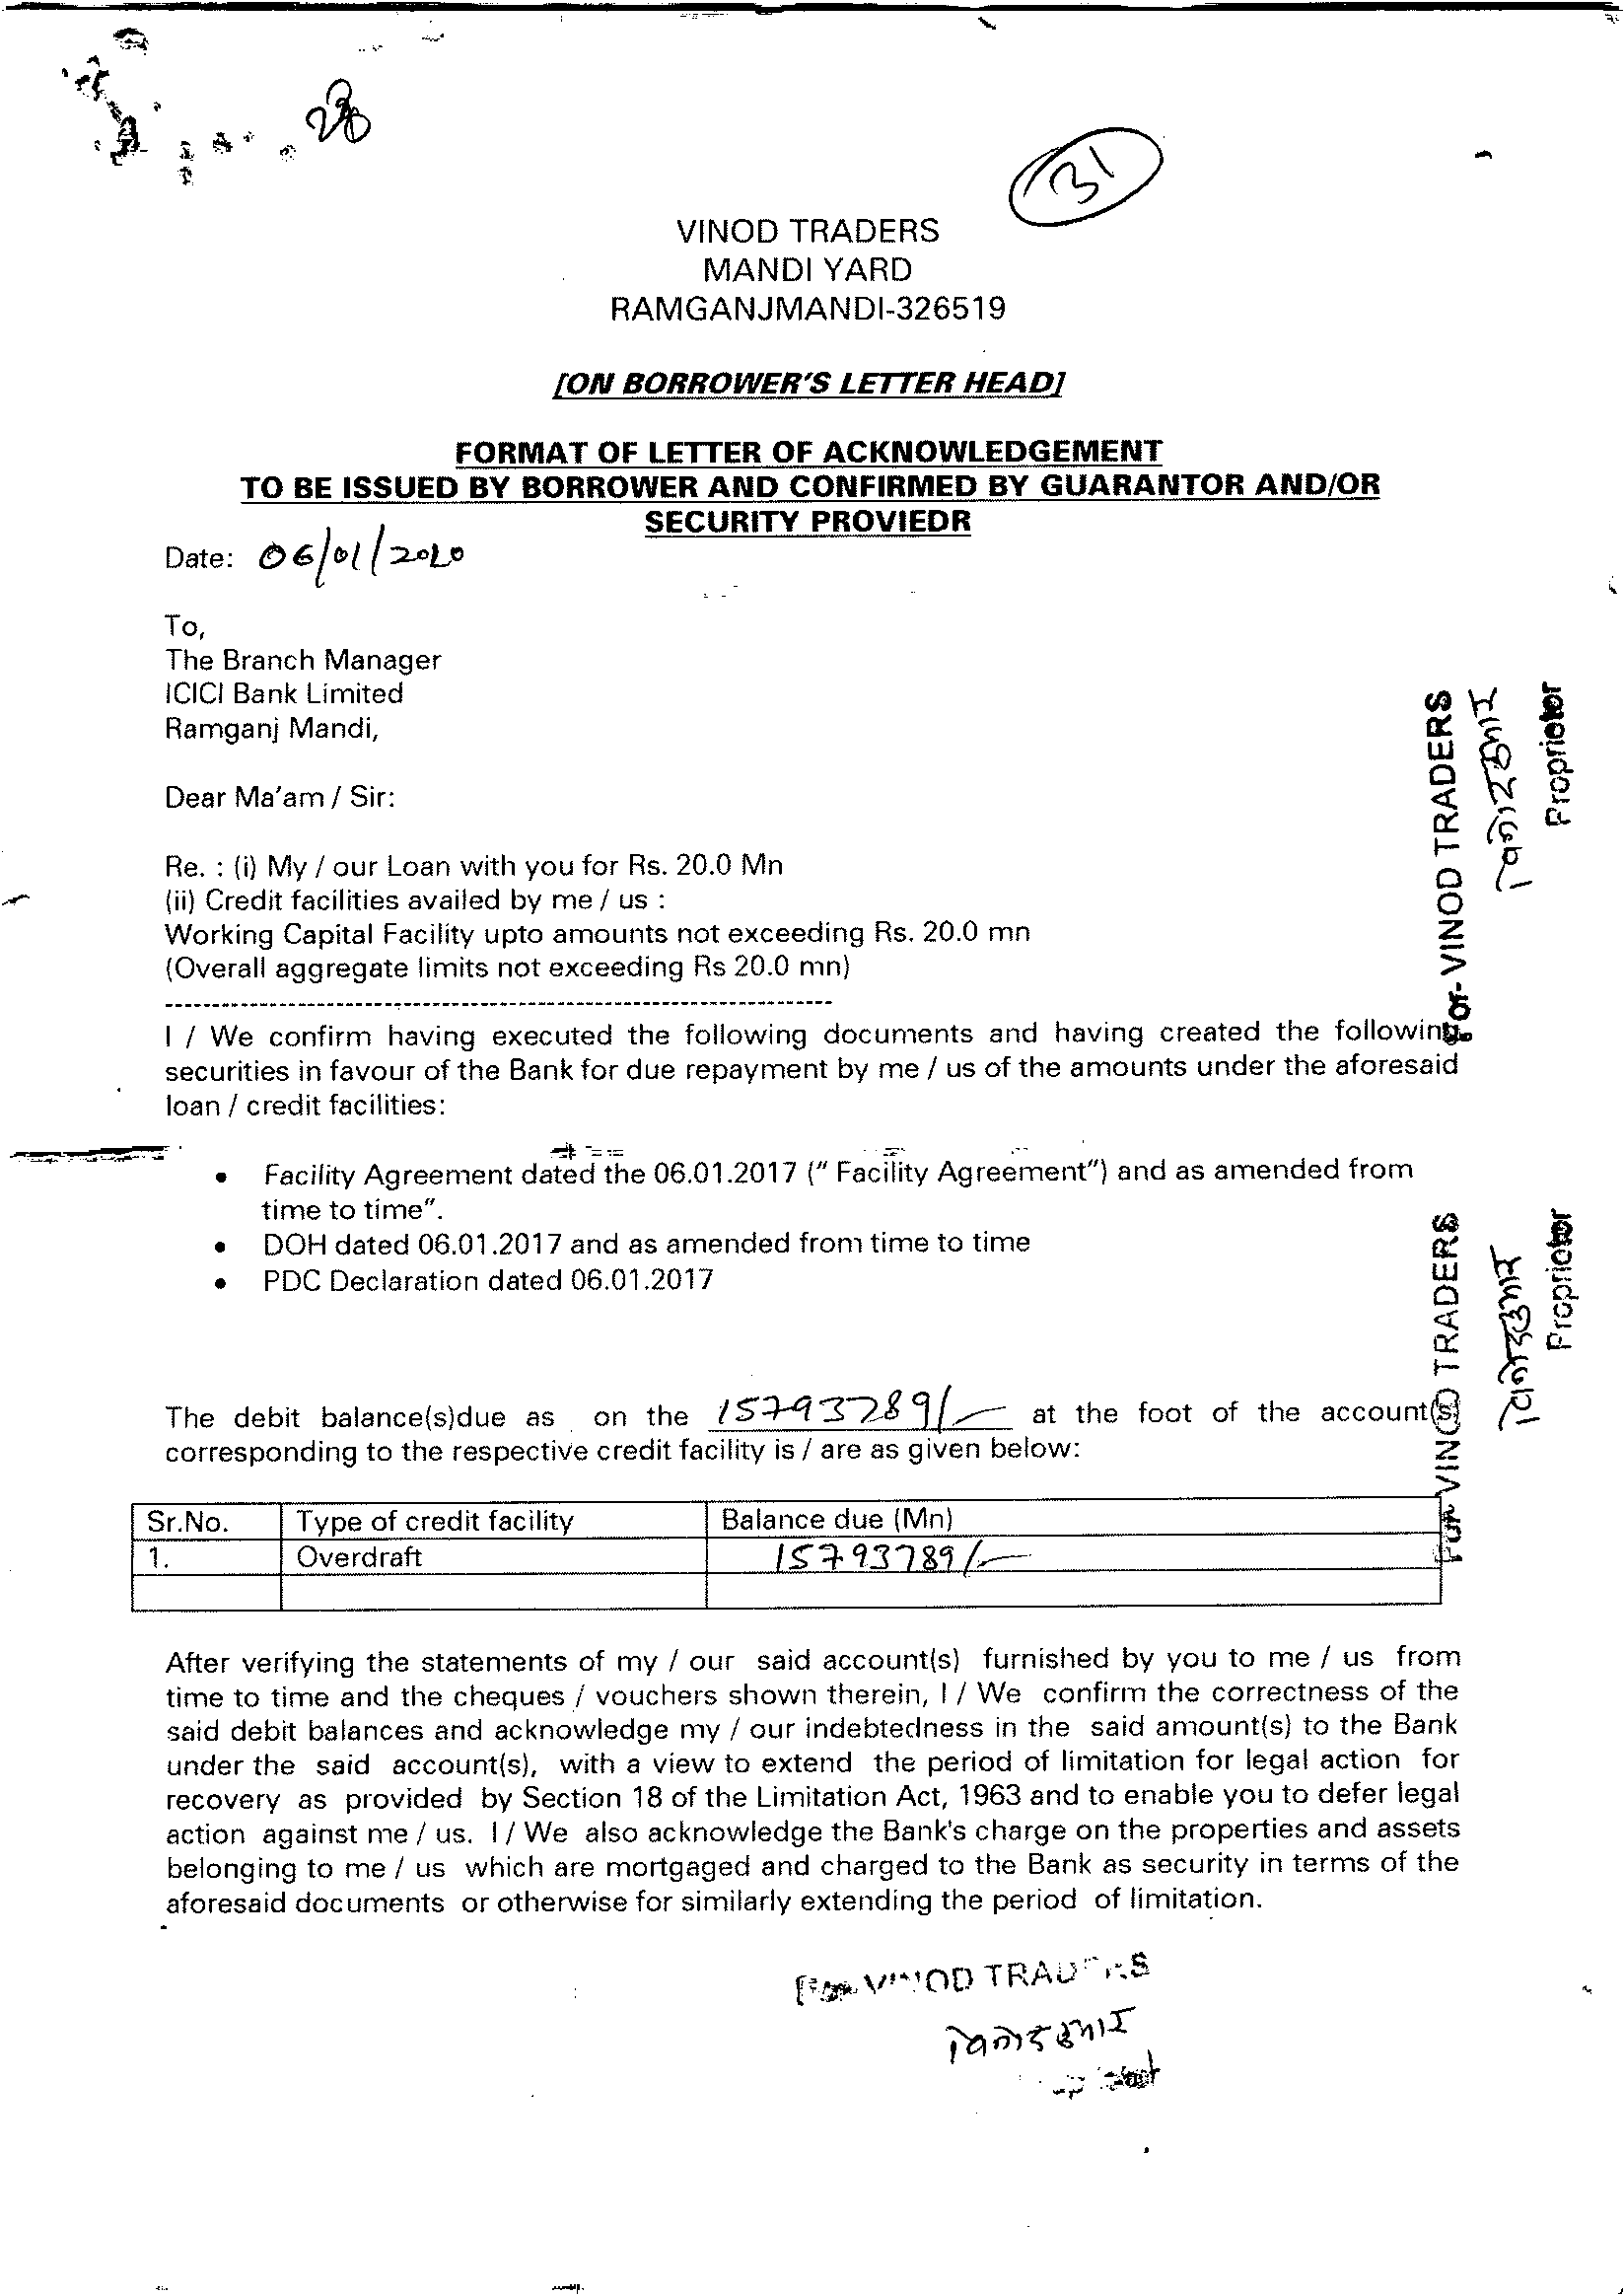 28
31
VINOD TRADERS
MANDI YARD
RAMGANJMANDI-326519
[ON BORROWER'S LETTER HEAD]
FORMAT OF LETTER OF ACKNOWLEDGEMENT
TO BE ISSUED BY BORROWER AND CONFIRMED BY GUARANTOR AND/OR
SECURITY PROVIEDR
Date: 06/01/2020
To,
The Branch Manager
ICICI Bank Limited
Ramganj Mandi,
Dear Ma'am / Sir:
Re. : (i) My / our Loan with you for Rs. 20.0 Mn
(ii) Credit facilities availed by me / us :
Working Capital Facility upto amounts not exceeding Rs. 20.0 mn
(Overall aggregate limits not exceeding Rs 20.0 mn)
-----------------------------------------------------------------------
I / We confirm having executed the following documents and having created the following
securities in favour of the Bank for due repayment by me / us of the amounts under the aforesaid
loan / credit facilities:
• Facility Agreement dated the 06.01.2017 (" Facility Agreement") and as amended from
time to time".
• DOH dated 06.01.2017 and as amended from time to time
• PDC Declaration dated 06.01.2017
For- VINOD TRADERS
विनोद कुमार
Proprietor
The debit balance(s)due as on the 15793789/- at the foot of the account(s)
corresponding to the respective credit facility is / are as given below:
Sr.No. Type of credit facility Balance due (Mn)
1. Overdraft 15793789/-
For VINOD TRADERS
विनोद कुमार
Proprietor
After verifying the statements of my / our said account(s) furnished by you to me / us from
time to time and the cheques / vouchers shown therein, I / We confirm the correctness of the
said debit balances and acknowledge my / our indebtedness in the said amount(s) to the Bank
under the said account(s), with a view to extend the period of limitation for legal action for
recovery as provided by Section 18 of the Limitation Act, 1963 and to enable you to defer legal
action against me / us. I / We also acknowledge the Bank's charge on the properties and assets
belonging to me / us which are mortgaged and charged to the Bank as security in terms of the
aforesaid documents or otherwise for similarly extending the period of limitation.
For VINOD TRADERS
विनोद कुमार